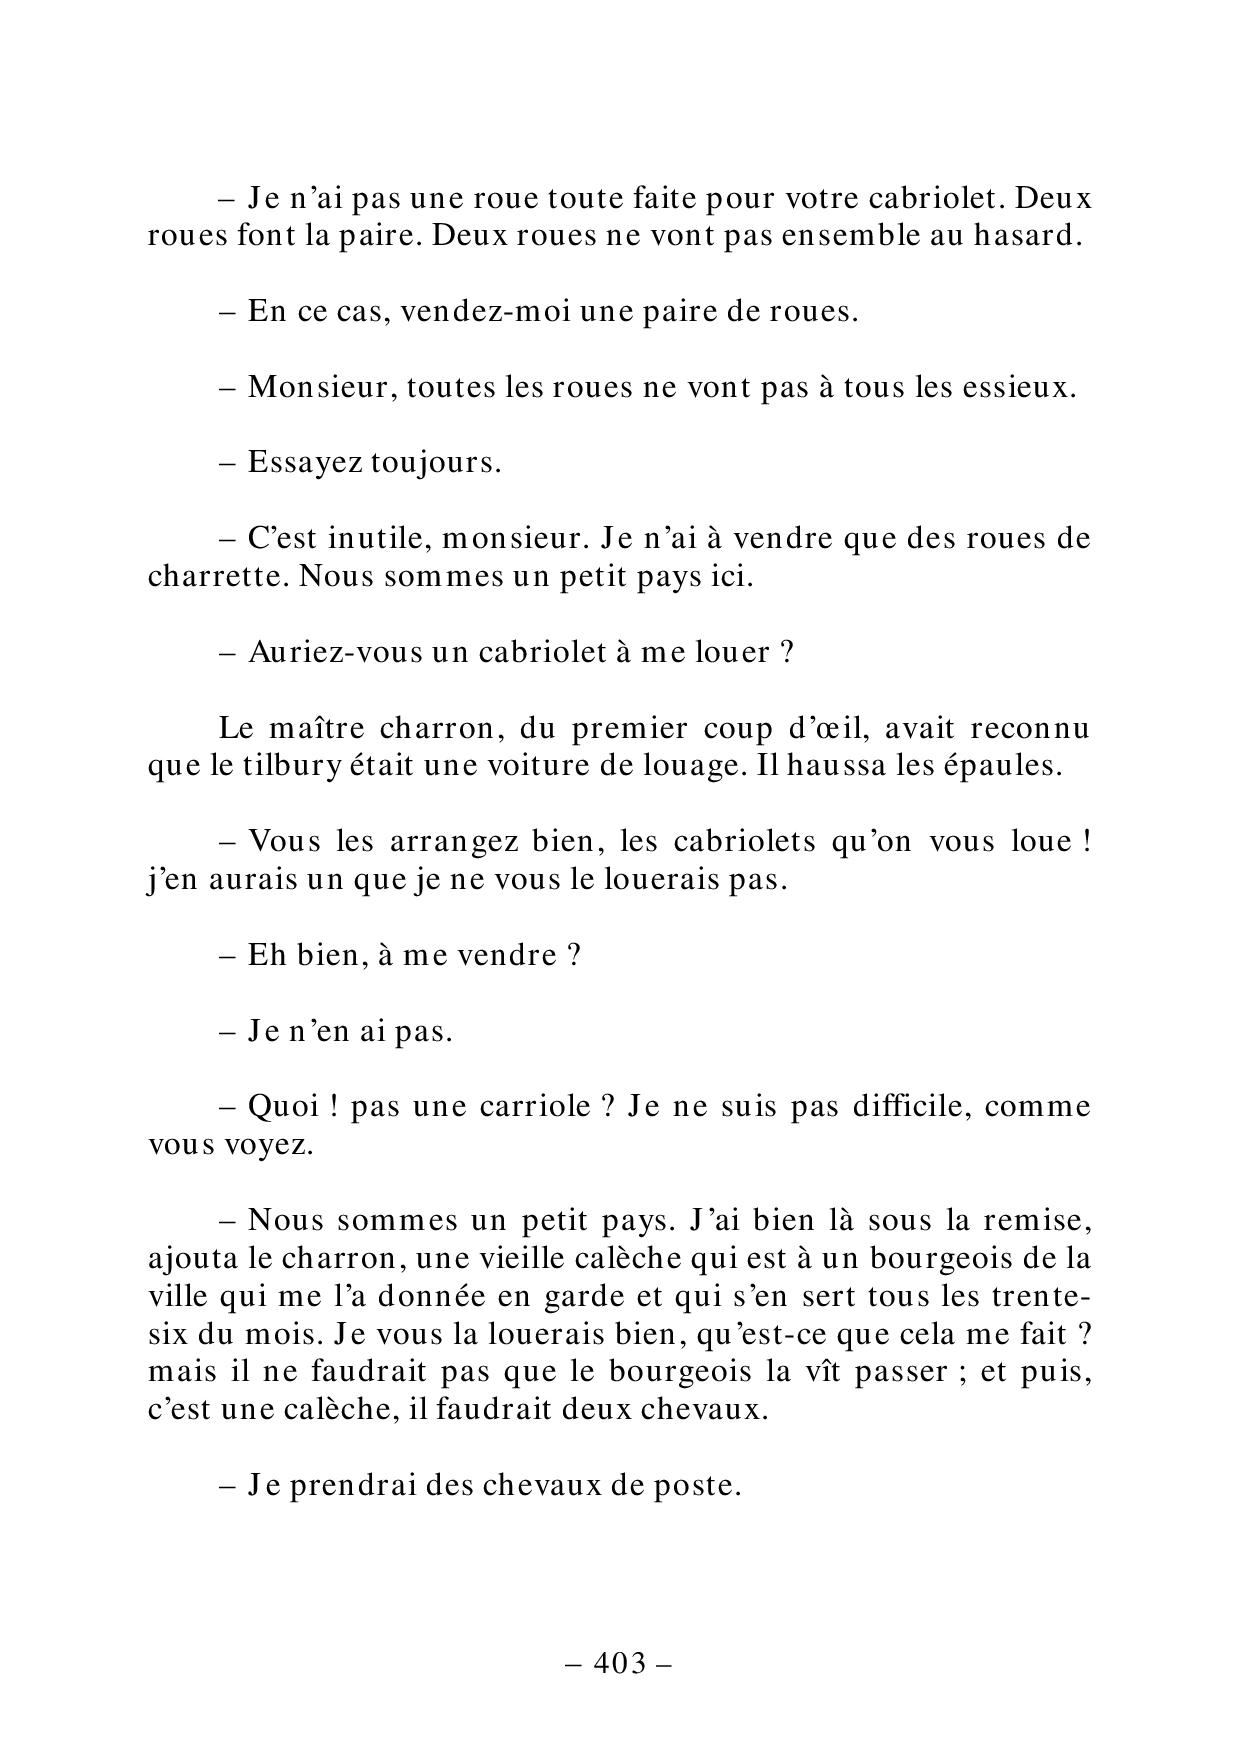 – Je n’ai pas une roue toute faite pour votre cabriolet. Deux
roues font la paire. Deux roues ne vont pas ensemble au hasard.
– En ce cas, vendez-moi une paire de roues.
– Monsieur, toutes les roues ne vont pas à tous les essieux.
– Essayez toujours.
– C’est inutile, monsieur. Je n’ai à vendre que des roues de
charrette. Nous sommes un petit pays ici.
– Auriez-vous un cabriolet à me louer ?
Le maître charron, du premier coup d’œil, avait reconnu
que le tilbury était une voiture de louage. Il haussa les épaules.
– Vous les arrangez bien, les cabriolets qu’on vous loue !
j’en aurais un que je ne vous le louerais pas.
– Eh bien, à me vendre ?
– Je n’en ai pas.
– Quoi ! pas une carriole ? Je ne suis pas difficile, comme
vous voyez.
– Nous sommes un petit pays. J’ai bien là sous la remise,
ajouta le charron, une vieille calèche qui est à un bourgeois de la
ville qui me l’a donnée en garde et qui s’en sert tous les trente-
six du mois. Je vous la louerais bien, qu’est-ce que cela me fait ?
mais il ne faudrait pas que le bourgeois la vît passer ; et puis,
c’est une calèche, il faudrait deux chevaux.
– Je prendrai des chevaux de poste.
– 403 –